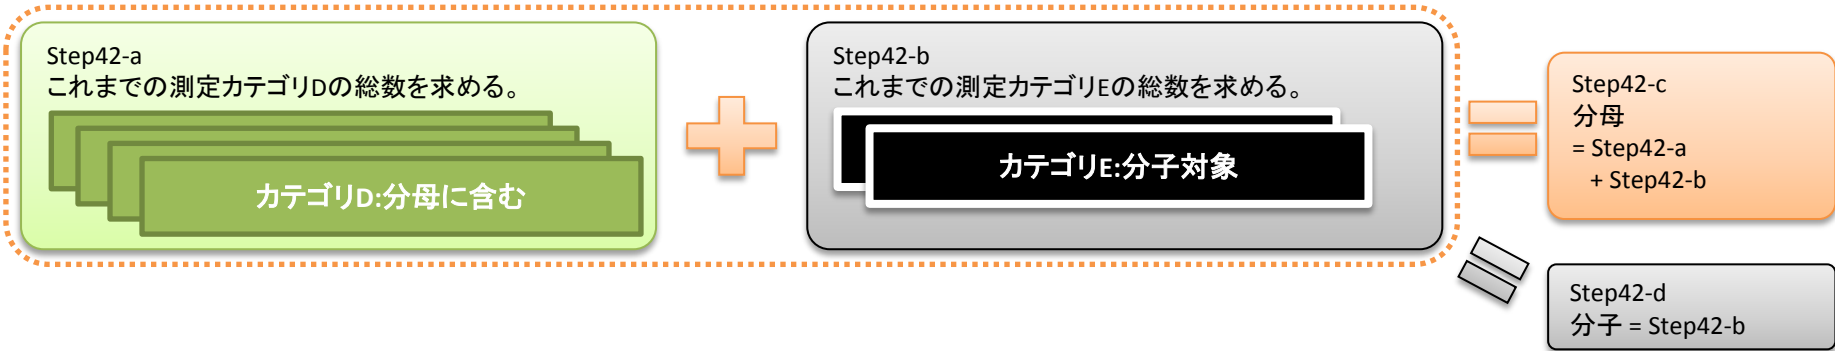 Step42-a
これまでの測定カテゴリDの総数を求める。
カテゴリD:分母に含む
Step42-b
これまでの測定カテゴリEの総数を求める。
カテゴリE:分子対象
Step42-c
分母
= Step42-a
+ Step42-b
Step42-d
分子 = Step42-b